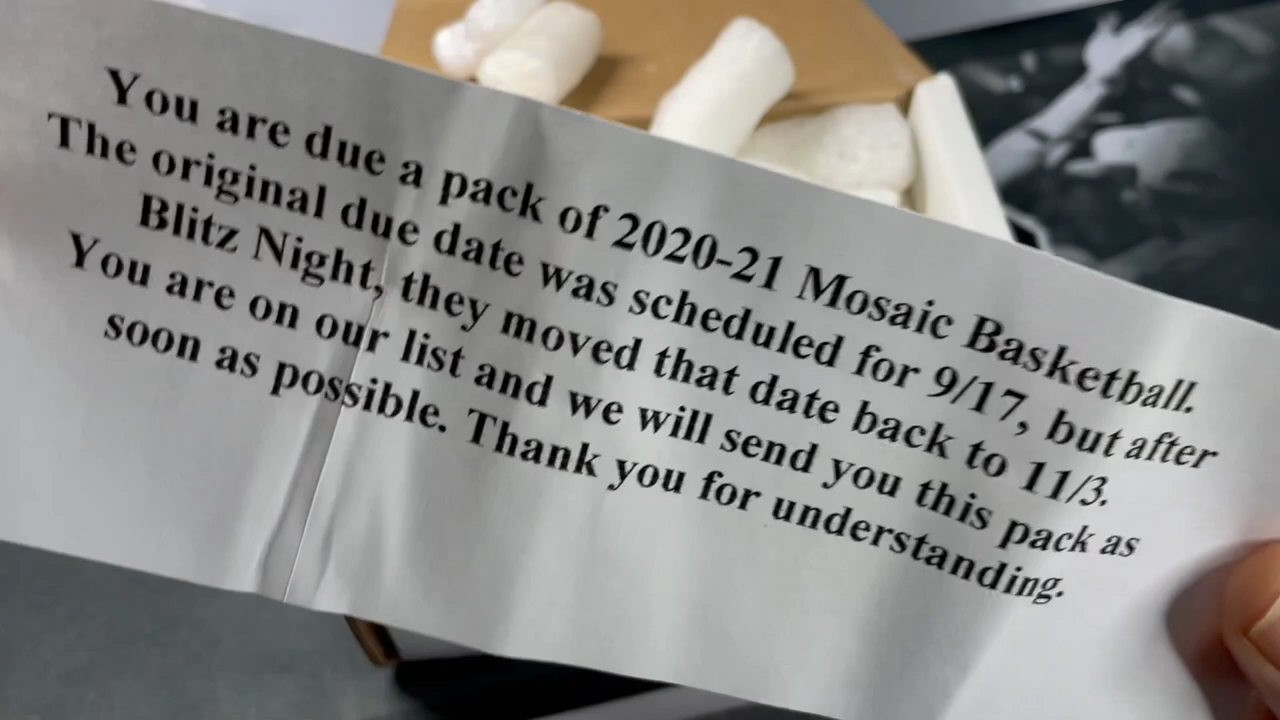 You are due a pack of 2020-21 Mosaic Basketball.
The original due date was scheduled for 9/17, but after
Blitz Night, they moved that date back to 11/3.
You are on our list and we will send you this pack as
soon as possible. Thank you for understanding.